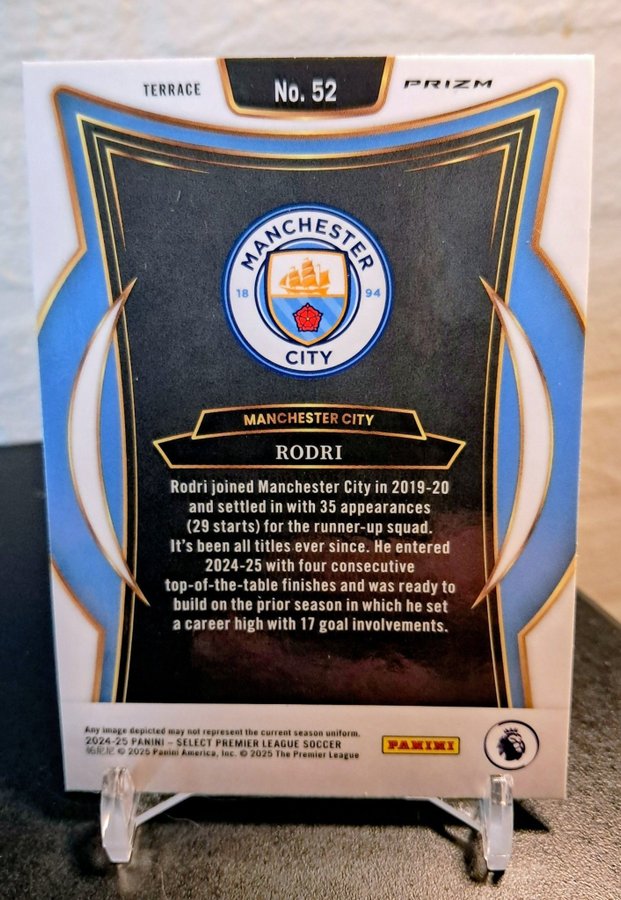 TERRACE
No. 52
PRIZM
MANCHESTER
18 94
CITY
MANCHESTER CITY
RODRI
Rodri joined Manchester City in 2019-20
and settled in with 35 appearances
(29 starts) for the runner-up squad.
It's been all titles ever since. He entered
2024-25 with four consecutive
top-of-the-table finishes and was ready to
build on the prior season in which he set
a career high with 17 goal involvements.
Any image depicted may not represent the current season uniform.
2024-25 PANINI – SELECT PREMIER LEAGUE SOCCER
© 2025 Panini America, Inc. © 2025 The Premier League
PANINI